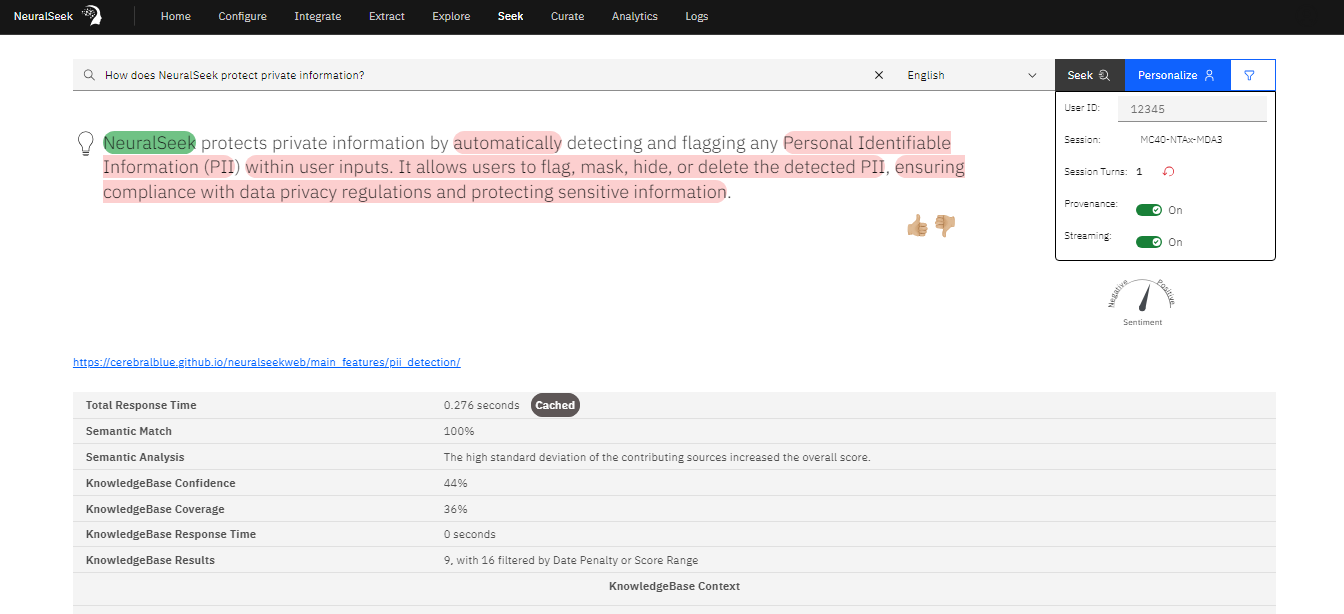 NeuralSeek Home Configure Integrate Extract Explore Seek Curate Analytics Logs
How does NeuralSeek protect private information? English Seek Personalize
User ID: 12345
Session: MC40-NTAx-MDA3
Session Turns: 1
Provenance: On
Streaming: On
NeuralSeek protects private information by automatically detecting and flagging any Personal Identifiable
Information (PII) within user inputs. It allows users to flag, mask, hide, or delete the detected PII, ensuring
compliance with data privacy regulations and protecting sensitive information.
Negative Positive
Sentiment
https://cerebralblue.github.io/neuralseekweb/main_features/pii_detection/
Total Response Time 0.276 seconds Cached
Semantic Match 100%
Semantic Analysis The high standard deviation of the contributing sources increased the overall score.
KnowledgeBase Confidence 44%
KnowledgeBase Coverage 36%
KnowledgeBase Response Time 0 seconds
KnowledgeBase Results 9, with 16 filtered by Date Penalty or Score Range
KnowledgeBase Context